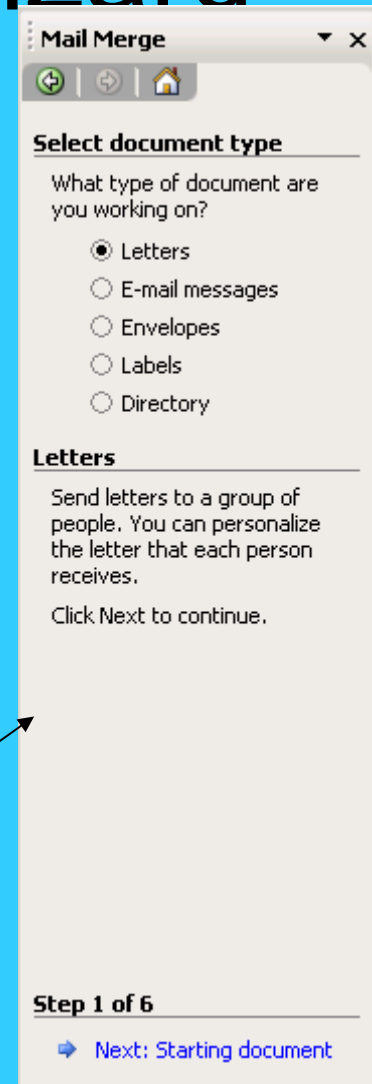 Mail Merge
Select document type
What type of document are
you working on?
Letters
E-mail messages
Envelopes
Labels
Directory
Letters
Send letters to a group of
people. You can personalize
the letter that each person
receives.
Click Next to continue.
Step 1 of 6
Next: Starting document